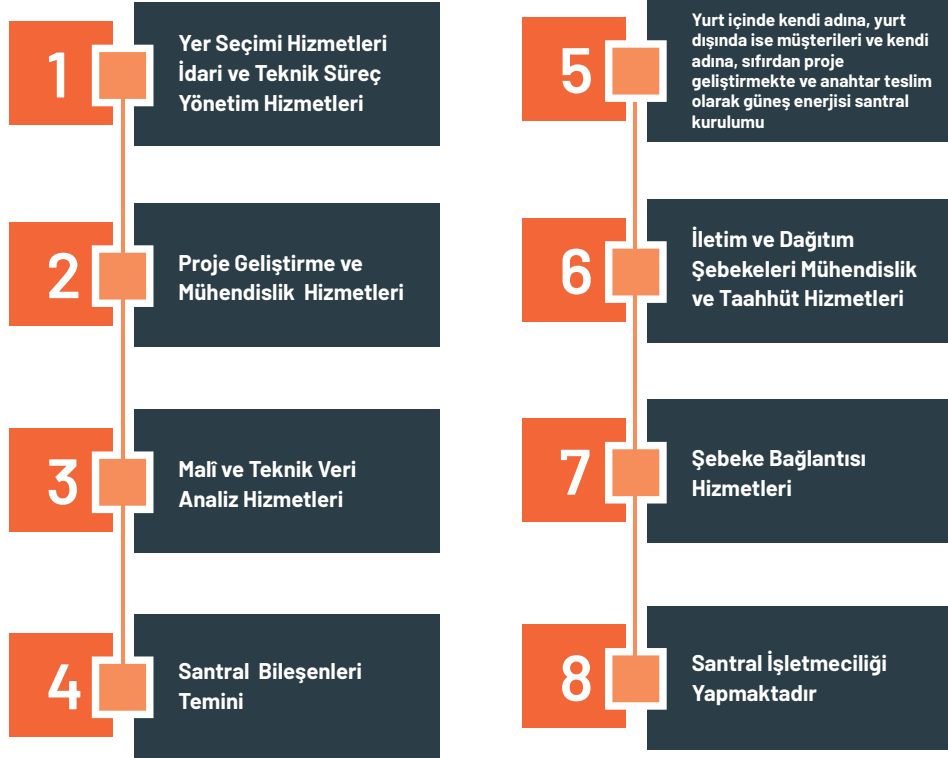 1
Yer Seçimi Hizmetleri
İdari ve Teknik Süreç
Yönetim Hizmetleri
2
Proje Geliştirme ve
Mühendislik Hizmetleri
3
Malî ve Teknik Veri
Analiz Hizmetleri
4
Santral Bileşenleri
Temini
5
Yurt içinde kendi adına, yurt
dışında ise müşterileri ve kendi
adına, sıfırdan proje
geliştirmekte ve anahtar teslim
olarak güneş enerjisi santral
kurulumu
6
İletim ve Dağıtım
Şebekeleri Mühendislik
ve Taahhüt Hizmetleri
7
Şebeke Bağlantısı
Hizmetleri
8
Santral İşletmeciliği
Yapmaktadır